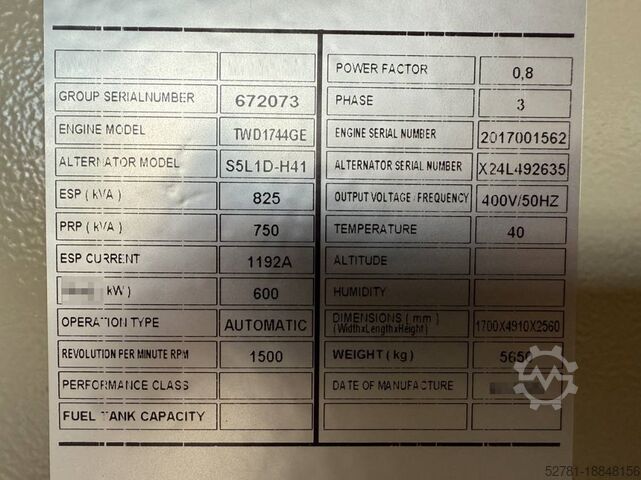 GROUP SERIALNUMBER 672073
ENGINE MODEL TWD1744GE
ALTERNATOR MODEL S5L1D-H41
ESP ( kVA ) 825
PRP ( kVA ) 750
ESP CURRENT 1192A
kW ) 600
OPERATION TYPE AUTOMATIC
REVOLUTION PER MINUTE RPM 1500
PERFORMANCE CLASS
FUEL TANK CAPACITY
POWER FACTOR 0,8
PHASE 3
ENGINE SERIAL NUMBER 2017001562
ALTERNATOR SERIAL NUMBER X24L492635
OUTPUT VOLTAGE / FREQUENCY 400V/50HZ
TEMPERATURE 40
ALTITUDE
HUMIDITY
DIMENSIONS ( mm ) 1700X4910X2560
(WidthxLengthxHeight)
WEIGHT ( kg ) 5650
DATE OF MANUFACTURE
52781-18848156